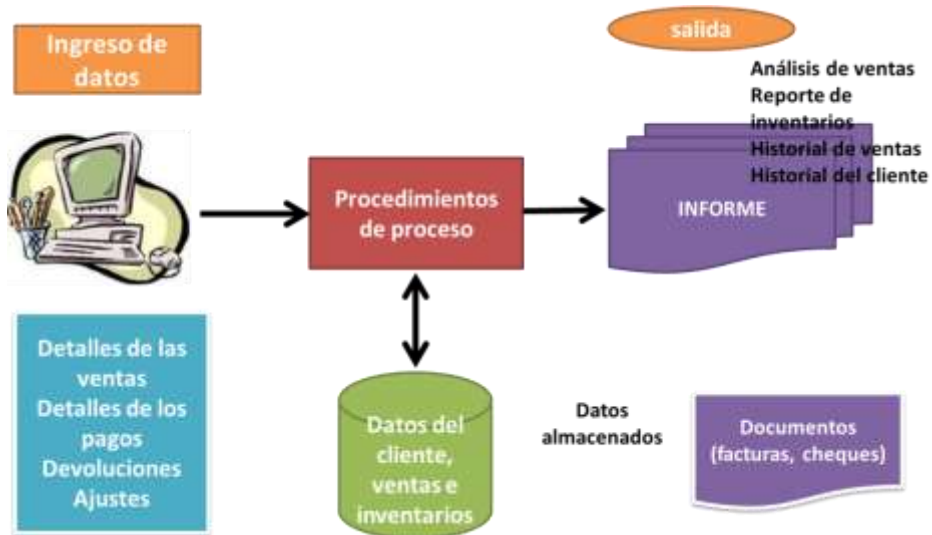 Ingreso de
datos
salida
Análisis de ventas
Reporte de
inventarios
Historial de ventas
Historial del cliente
INFORME
Procedimientos
de proceso
Detalles de las
ventas
Detalles de los
pagos
Devoluciones
Ajustes
Datos del
cliente,
ventas e
inventarios
Datos
almacenados
Documentos
(facturas, cheques)